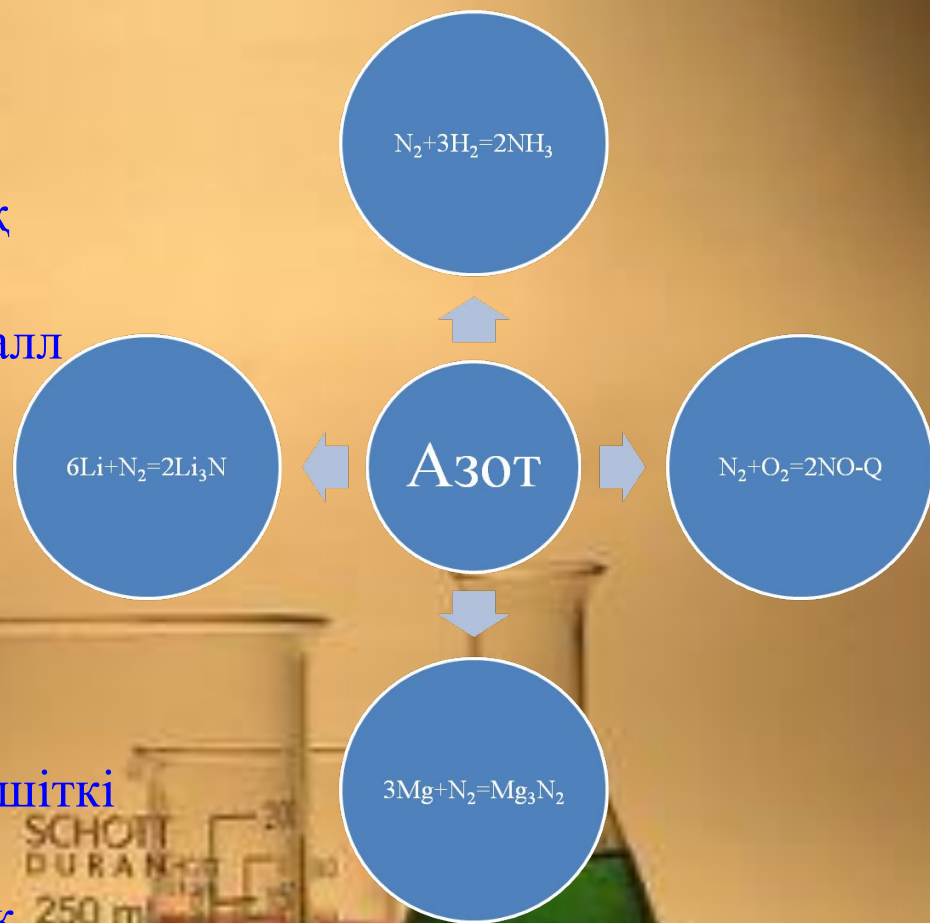 N₂+3H₂=2NH₃
қ
алл
6Li+N₂=2Li₃N
Азот
N₂+O₂=2NO-Q
3Mg+N₂=Mg₃N₂
шіткі
SCHOTT
DURAN
20
250 ml